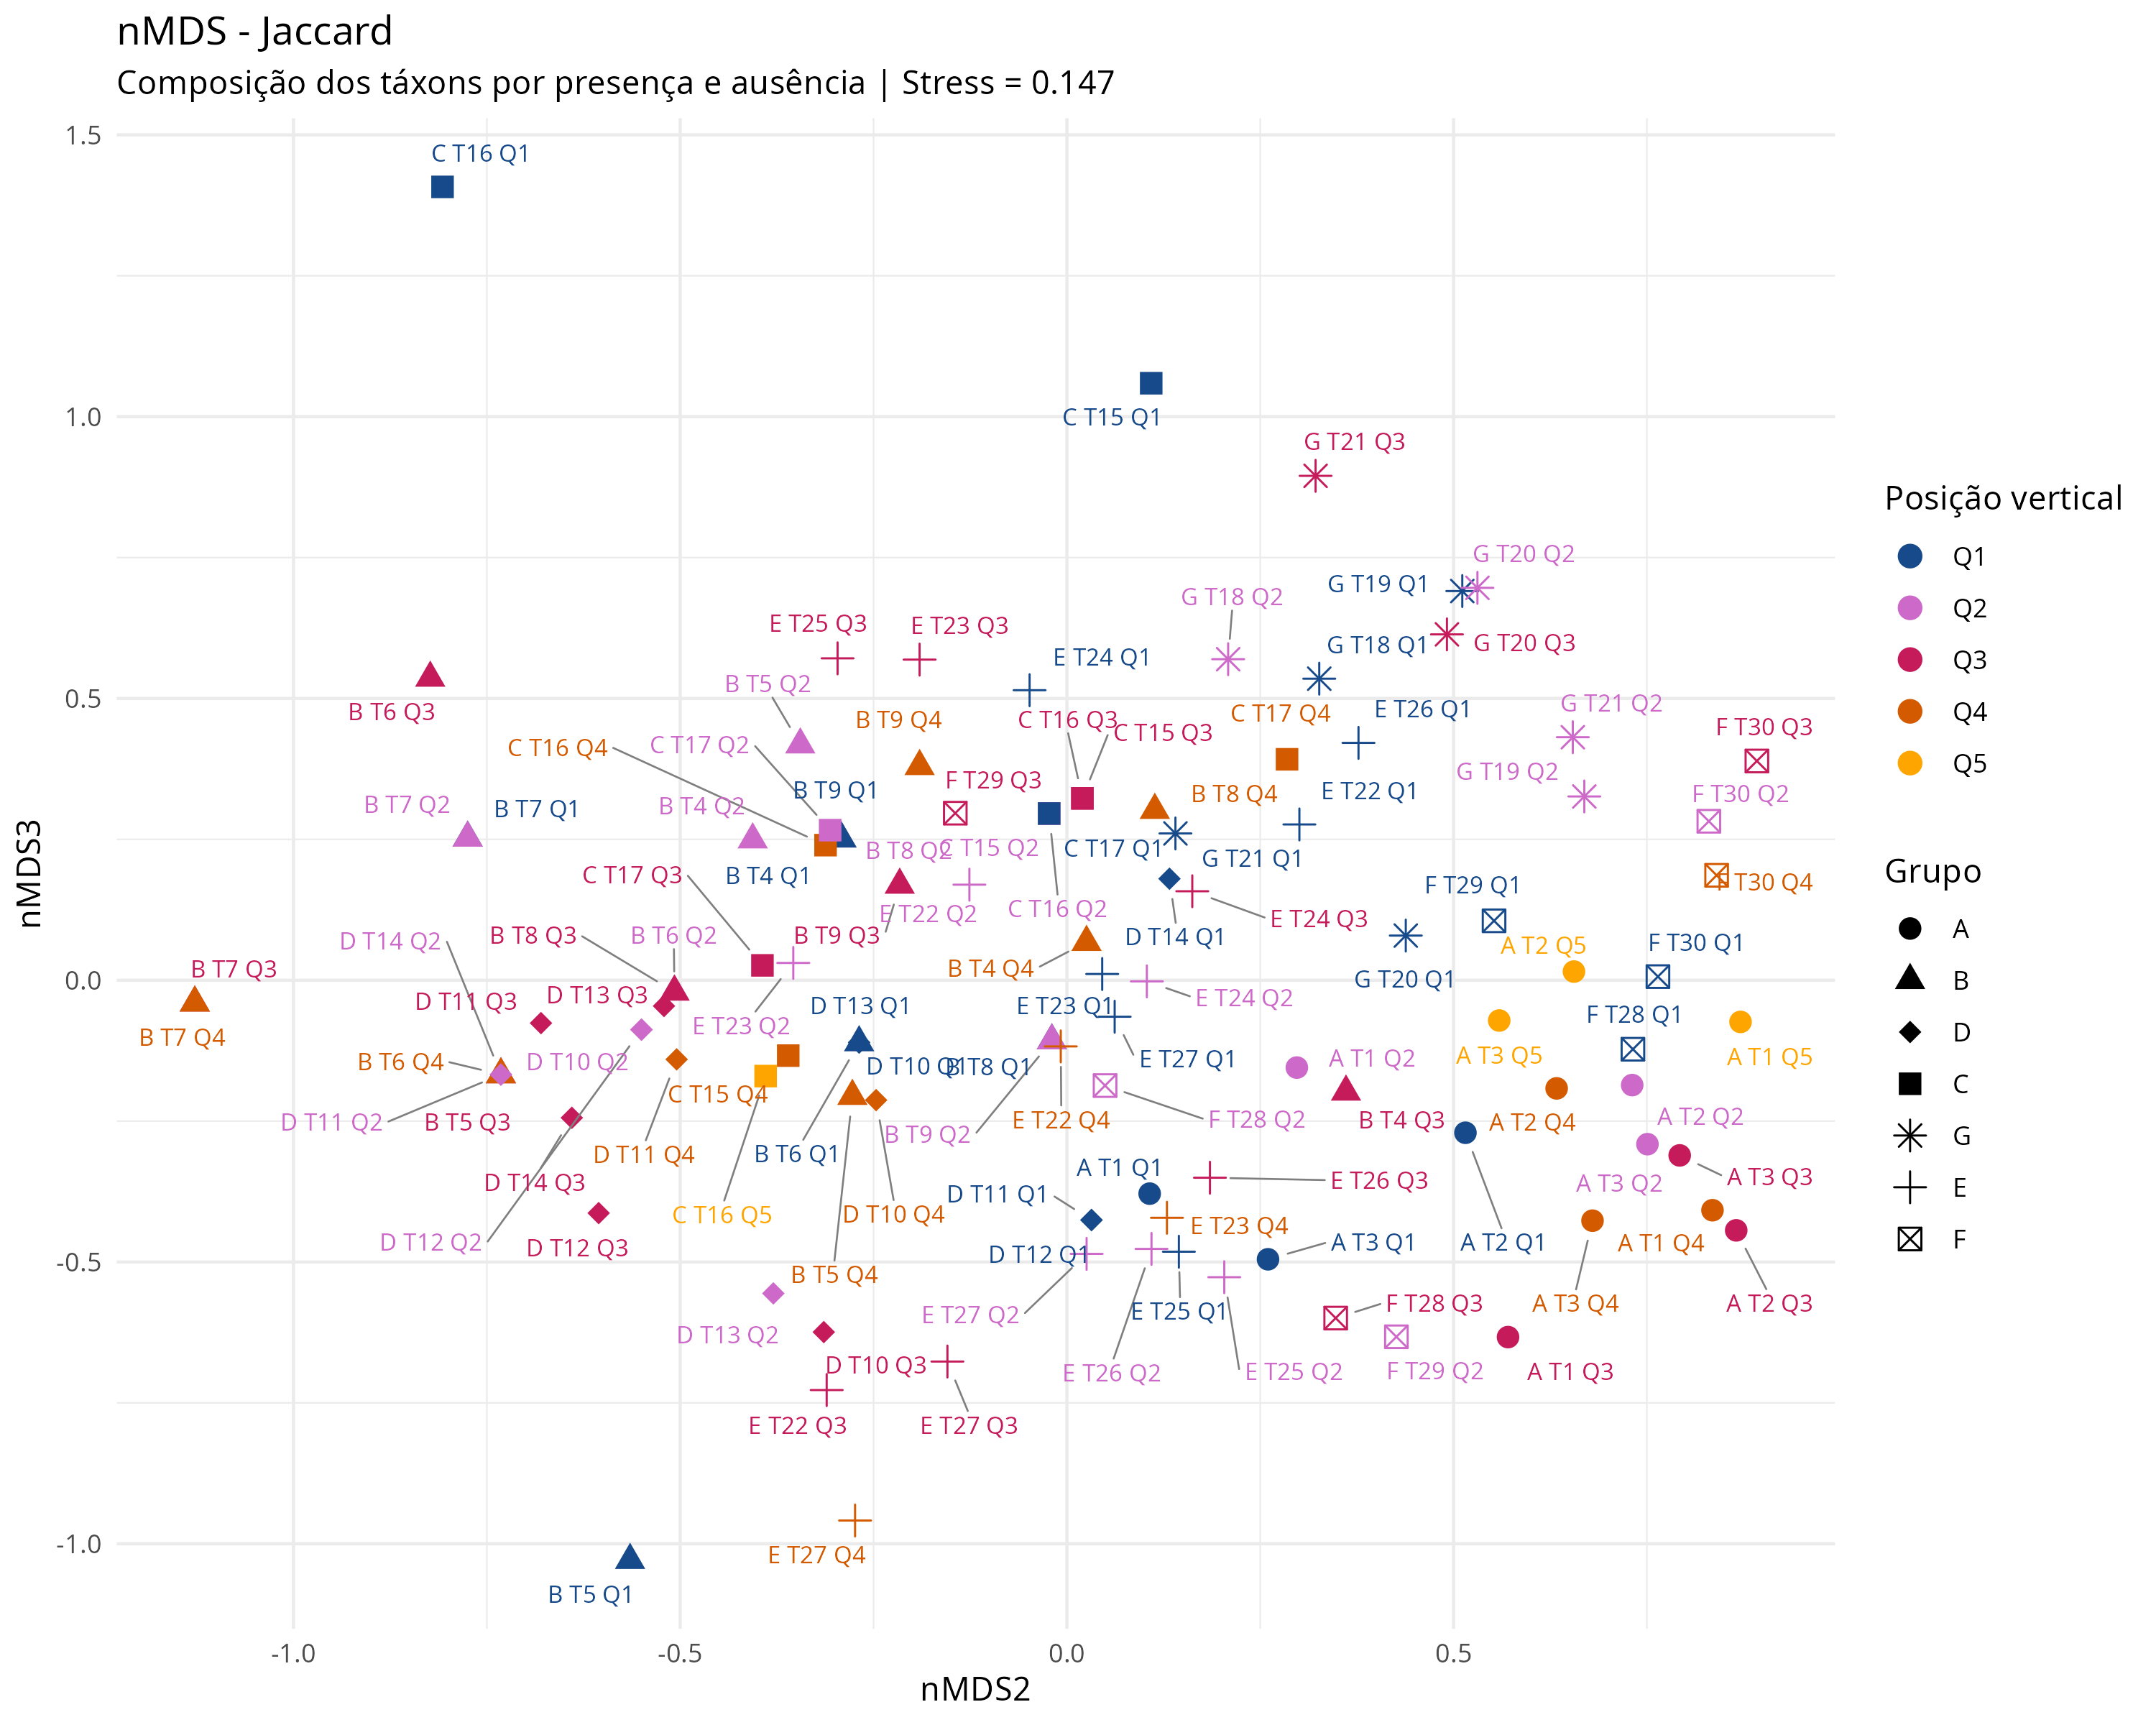 nMDS - Jaccard
Composição dos táxons por presença e ausência | Stress = 0.147
1.5
C T16 Q1
1.0
C T15 Q1
G T21 Q3
G T20 Q2
G T19 Q1
G T18 Q2
E T25 Q3
E T23 Q3
G T18 Q1
G T20 Q3
E T24 Q1
B T5 Q2
0.5
G T21 Q2
B T6 Q3
E T26 Q1
C T17 Q4
B T9 Q4
C T16 Q3
C T15 Q3
F T30 Q3
C T16 Q4
C T17 Q2
G T19 Q2
F T29 Q3
B T9 Q1
E T22 Q1
B T8 Q4
F T30 Q2
B T7 Q2
B T7 Q1
B T4 Q2
B T8 Q2
C T15 Q2
C T17 Q1
G T21 Q1
C T17 Q3
B T4 Q1
F T29 Q1
T30 Q4
E T22 Q2
C T16 Q2
E T24 Q3
D T14 Q2
B T8 Q3
B T6 Q2
B T9 Q3
D T14 Q1
A T2 Q5
F T30 Q1
B T7 Q3
B T4 Q4
G T20 Q1
0.0
D T11 Q3
D T13 Q3
E T24 Q2
D T13 Q1
E T23 Q1
F T28 Q1
E T23 Q2
B T7 Q4
B T6 Q4
D T10 Q2
D T10 Q1
B T8 Q1
E T27 Q1
A T1 Q2
A T3 Q5
A T1 Q5
C T15 Q4
D T11 Q2
B T5 Q3
B T9 Q2
E T22 Q4
F T28 Q2
B T4 Q3
A T2 Q4
A T2 Q2
D T11 Q4
B T6 Q1
A T1 Q1
D T14 Q3
D T11 Q1
E T26 Q3
A T3 Q2
A T3 Q3
C T16 Q5
D T10 Q4
E T23 Q4
D T12 Q2
D T12 Q3
D T12 Q1
A T3 Q1
A T2 Q1
A T1 Q4
-0.5
B T5 Q4
E T27 Q2
E T25 Q1
F T28 Q3
A T3 Q4
A T2 Q3
D T13 Q2
D T10 Q3
E T26 Q2
E T25 Q2
F T29 Q2
A T1 Q3
E T22 Q3
E T27 Q3
-1.0
E T27 Q4
B T5 Q1
-1.0
-0.5
0.0
0.5
nMDS2
nMDS3
Posição vertical
Q1
Q2
Q3
Q4
Q5
Grupo
A
B
D
C
G
E
F